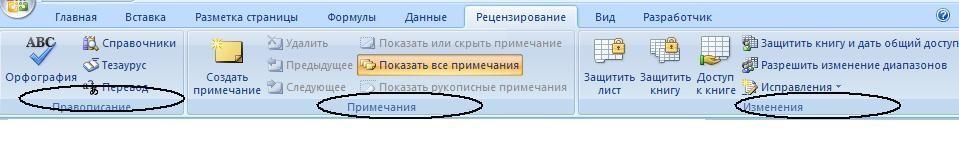 Главная Вставка Разметка страницы Формулы Данные Рецензирование Вид Разработчик
ABC
Орфография
Справочники
Тезаурус
Перевод
Правописание
Создать
примечание
Удалить
Предыдущее
Следующее
Показать или скрыть примечание
Показать все примечания
Показать рукописные примечания
Примечания
Защитить
лист
Защитить
книгу
Доступ
к книге
Защитить книгу и дать общий доступ
Разрешить изменение диапазонов
Исправления
Изменения